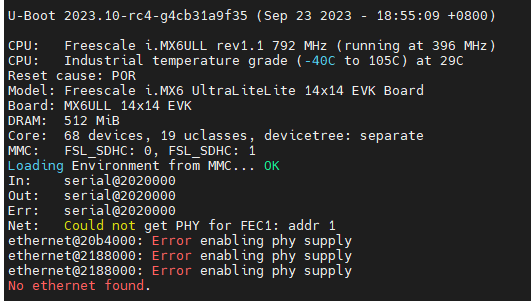 U-Boot 2023.10-rc4-g4cb31a9f35 (Sep 23 2023 - 18:55:09 +0800)
CPU: Freescale i.MX6ULL rev1.1 792 MHz (running at 396 MHz)
CPU: Industrial temperature grade (-40C to 105C) at 29C
Reset cause: POR
Model: Freescale i.MX6 UltraLiteLite 14x14 EVK Board
Board: MX6ULL 14x14 EVK
DRAM: 512 MiB
Core: 68 devices, 19 uclasses, devicetree: separate
MMC: FSL_SDHC: 0, FSL_SDHC: 1
Loading Environment from MMC... OK
In: serial@2020000
Out: serial@2020000
Err: serial@2020000
Net: Could not get PHY for FEC1: addr 1
ethernet@20b4000: Error enabling phy supply
ethernet@2188000: Error enabling phy supply
ethernet@2188000: Error enabling phy supply
No ethernet found.